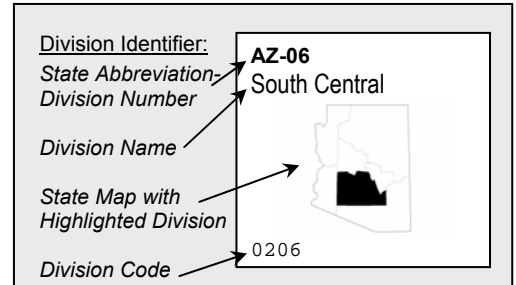 Division Identifier:
State Abbreviation-
Division Number
Division Name
State Map with
Highlighted Division
Division Code
AZ-06
South Central
0206